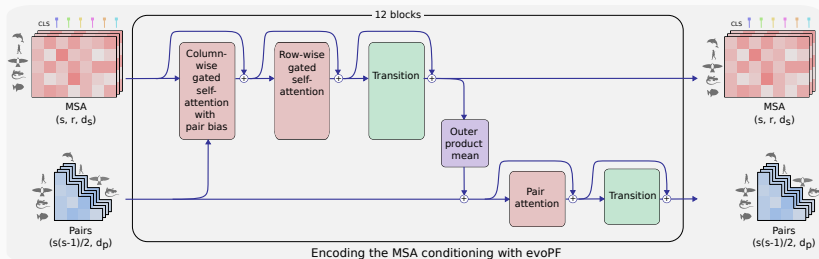 12 blocks
CLS
MSA
(s, r, dS)
Column-
wise
gated
self-
attention
with
pair bias
Row-wise
gated
self-
attention
Transition
Outer
product
mean
Pair
attention
Transition
Pairs
(s(s-1)/2, dp)
CLS
MSA
(s, r, dS)
Pairs
(s(s-1)/2, dp)
Encoding the MSA conditioning with evoPF